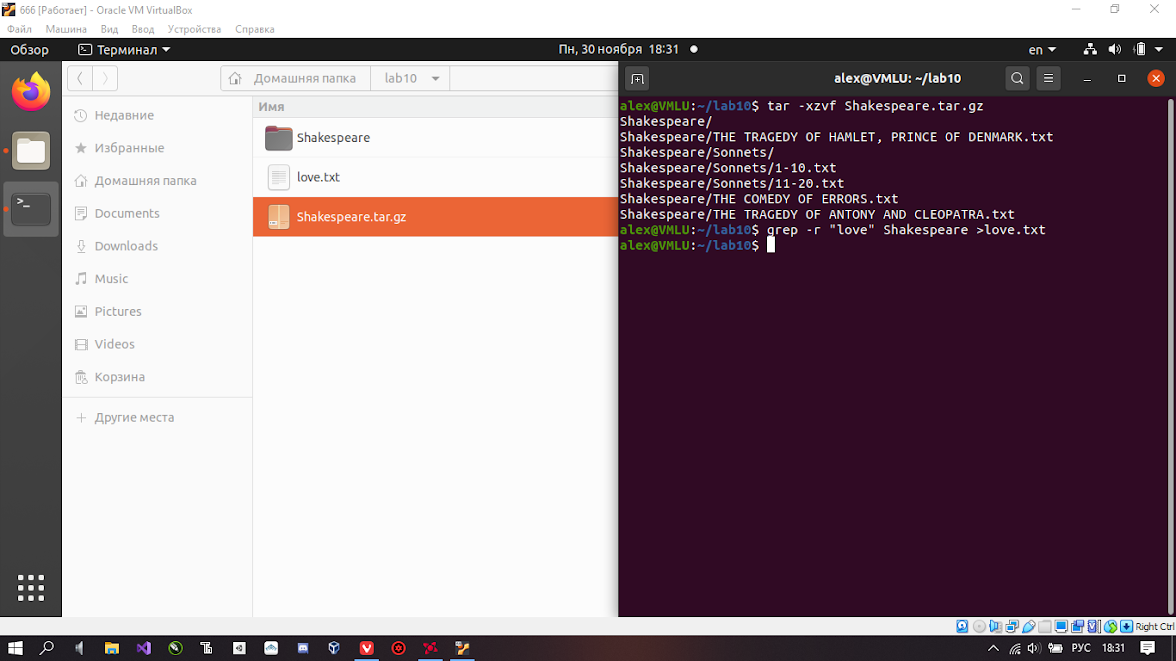 666 [Работает] - Oracle VM VirtualBox
Файл Машина Вид Ввод Устройства Справка
Обзор Терминал Пн, 30 ноября 18:31 en
Домашняя папка lab10
alex@VMLU: ~/lab10
Недавние
Избранные
Домашняя папка
Documents
Downloads
Music
Pictures
Videos
Корзина
Другие места
Имя
Shakespeare
love.txt
Shakespeare.tar.gz
alex@VMLU:~/lab10$ tar -xzvf Shakespeare.tar.gz
Shakespeare/
Shakespeare/THE TRAGEDY OF HAMLET, PRINCE OF DENMARK.txt
Shakespeare/Sonnets/
Shakespeare/Sonnets/1-10.txt
Shakespeare/Sonnets/11-20.txt
Shakespeare/THE COMEDY OF ERRORS.txt
Shakespeare/THE TRAGEDY OF ANTONY AND CLEOPATRA.txt
alex@VMLU:~/lab10$ grep -r "love" Shakespeare >love.txt
alex@VMLU:~/lab10$
Right Ctrl
РУС 18:31